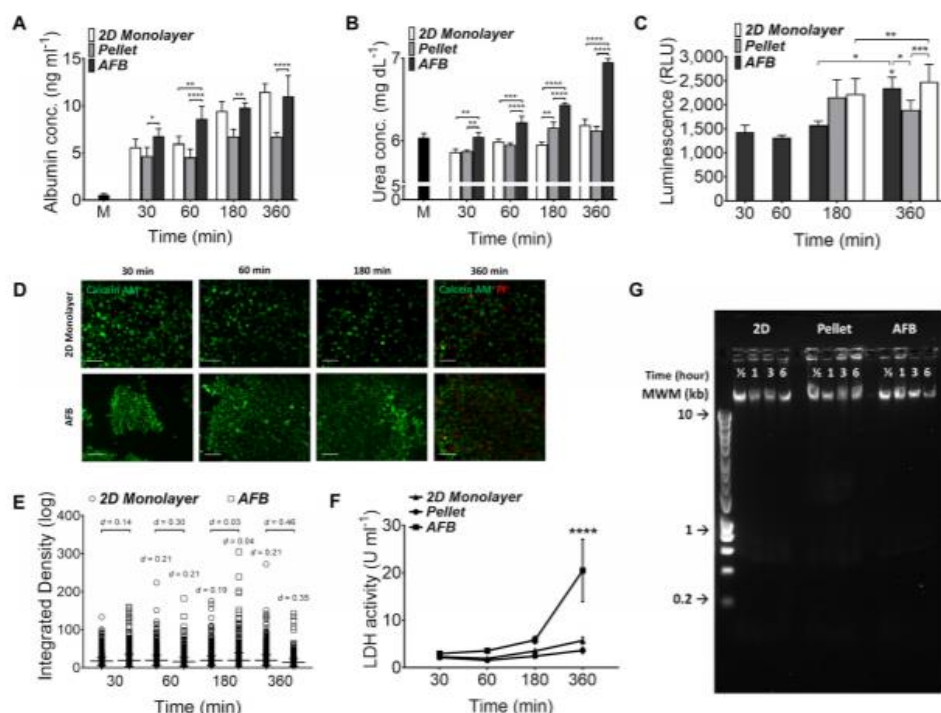 A
2D Monolayer
Pellet
AFB
Albumin conc. (ng ml⁻¹)
15
10
5
0
*
**
****
**
****
M 30 60 180 360
Time (min)
B
2D Monolayer
Pellet
AFB
Urea conc. (mg dL⁻¹)
7
6
5
0
**
**
***
****
****
**
****
****
****
M 30 60 180 360
Time (min)
C
2D Monolayer
Pellet
AFB
Luminescence (RLU)
3,000
2,500
2,000
1,500
1,000
500
0
**
*
*
***
*
30 60 180 360
Time (min)
D
30 min 60 min 180 min 360 min
2D Monolayer
Calcein AM
Calcein AM PI
AFB
E
2D Monolayer AFB
Integrated Density (log)
400
300
200
100
0
d = 0.14 d = 0.30 d = 0.03 d = 0.46
d = 0.04
d = 0.21 d = 0.21
d = 0.21
d = 0.19 d = 0.35
30 60 180 360
Time (min)
F
2D Monolayer
Pellet
AFB
LDH activity (U ml⁻¹)
30
20
10
0
****
30 60 180 360
Time (min)
G
2D Pellet AFB
Time (hour) ½ 1 3 6 ½ 1 3 6 ½ 1 3 6
MWM (kb)
10 →
1 →
0.2 →